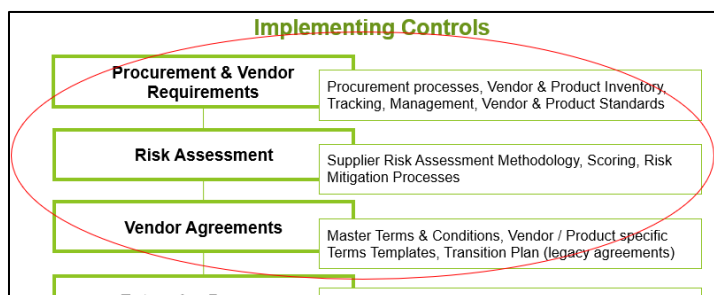 Implementing Controls
Procurement & Vendor
Requirements
Procurement processes, Vendor & Product Inventory,
Tracking, Management, Vendor & Product Standards
Risk Assessment
Supplier Risk Assessment Methodology, Scoring, Risk
Mitigation Processes
Vendor Agreements
Master Terms & Conditions, Vendor / Product specific
Terms Templates, Transition Plan (legacy agreements)